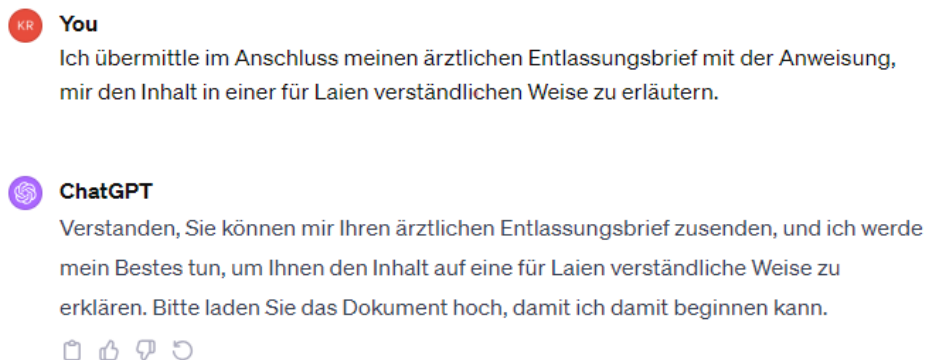 KR
You
Ich übermittle im Anschluss meinen ärztlichen Entlassungsbrief mit der Anweisung,
mir den Inhalt in einer für Laien verständlichen Weise zu erläutern.
ChatGPT
Verstanden, Sie können mir Ihren ärztlichen Entlassungsbrief zusenden, und ich werde
mein Bestes tun, um Ihnen den Inhalt auf eine für Laien verständliche Weise zu
erklären. Bitte laden Sie das Dokument hoch, damit ich damit beginnen kann.